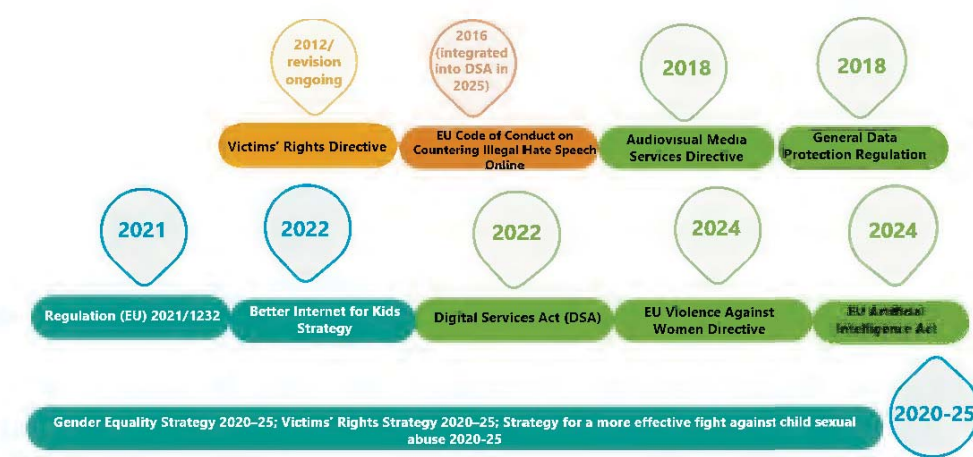 2012/
revision
ongoing
2016
(integrated
into DSA in
2025)
2018
2018
Victims' Rights Directive
EU Code of Conduct on
Countering Illegal Hate Speech
Online
Audiovisual Media
Services Directive
General Data
Protection Regulation
2021
2022
2022
2024
2024
Regulation (EU) 2021/1232
Better Internet for Kids
Strategy
Digital Services Act (DSA)
EU Violence Against
Women Directive
EU Artificial
Intelligence Act
2020-25
Gender Equality Strategy 2020–25; Victims' Rights Strategy 2020–25; Strategy for a more effective fight against child sexual
abuse 2020-25